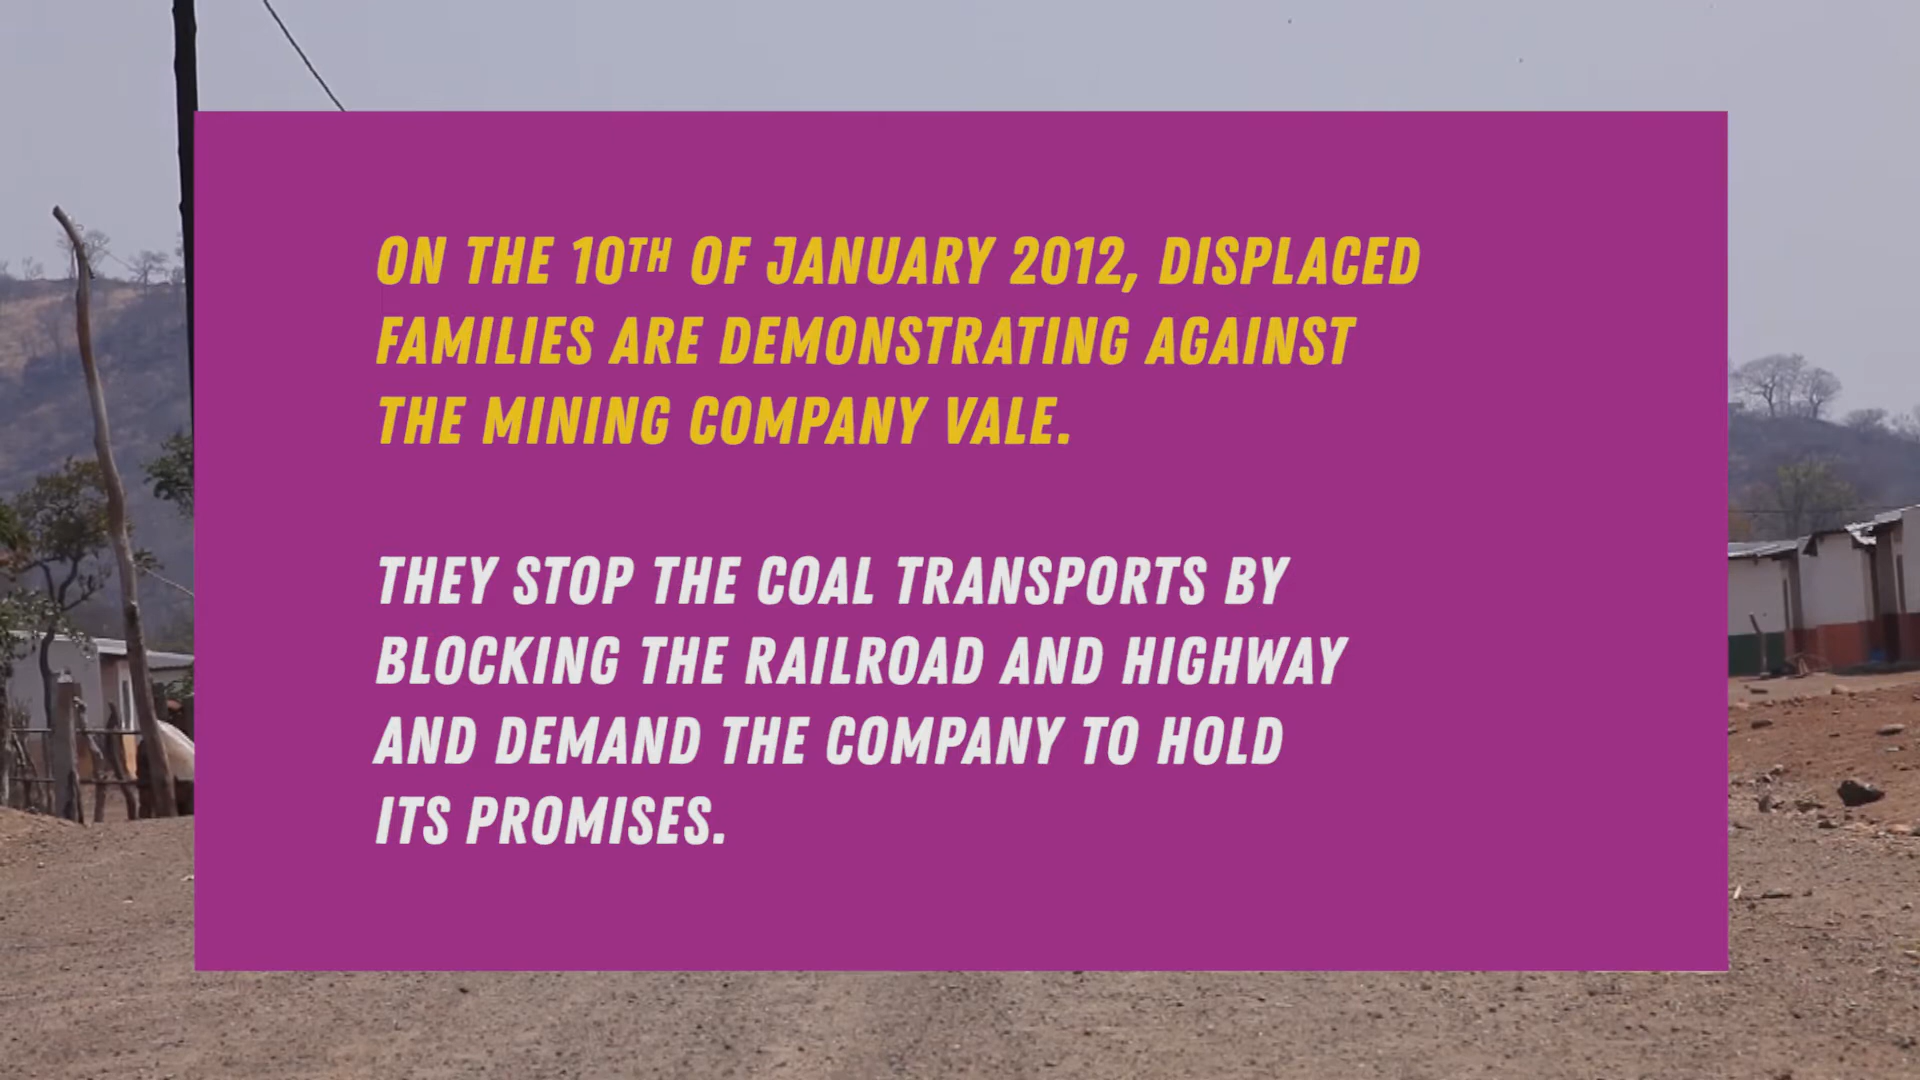 ON THE 10TH OF JANUARY 2012, DISPLACED
FAMILIES ARE DEMONSTRATING AGAINST
THE MINING COMPANY VALE.
THEY STOP THE COAL TRANSPORTS BY
BLOCKING THE RAILROAD AND HIGHWAY
AND DEMAND THE COMPANY TO HOLD
ITS PROMISES.